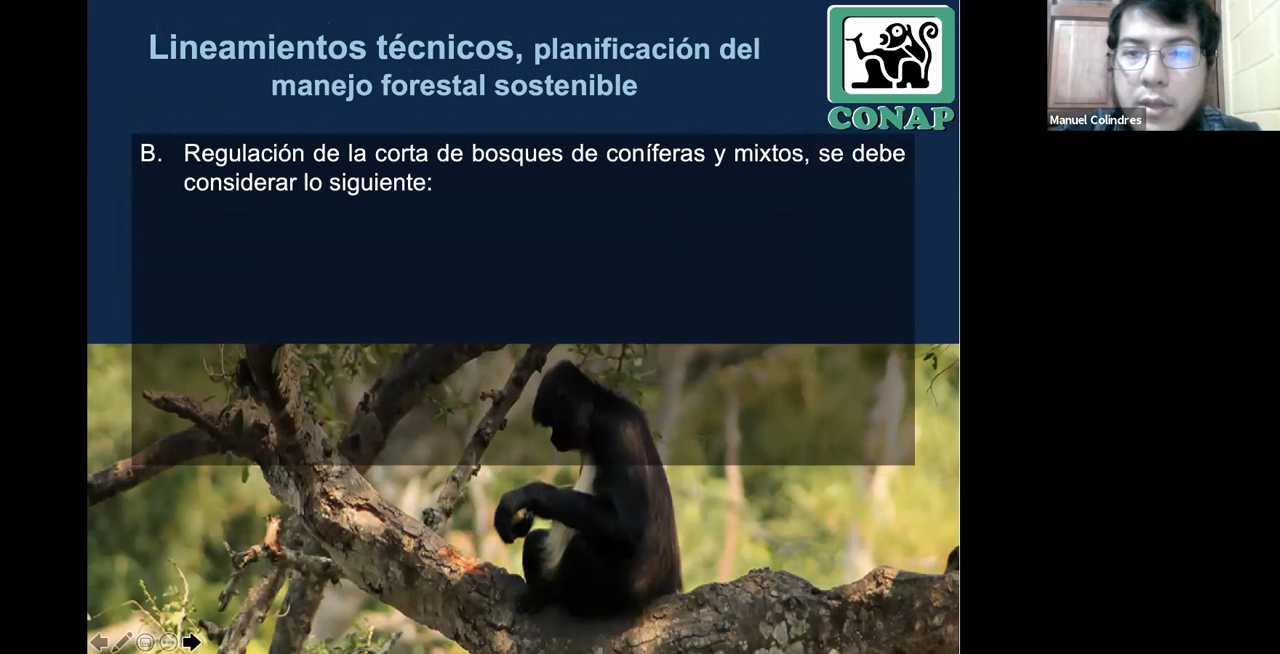 Lineamientos técnicos, planificación del
manejo forestal sostenible
CONAP
Manuel Colindres
B. Regulación de la corta de bosques de coníferas y mixtos, se debe
considerar lo siguiente: